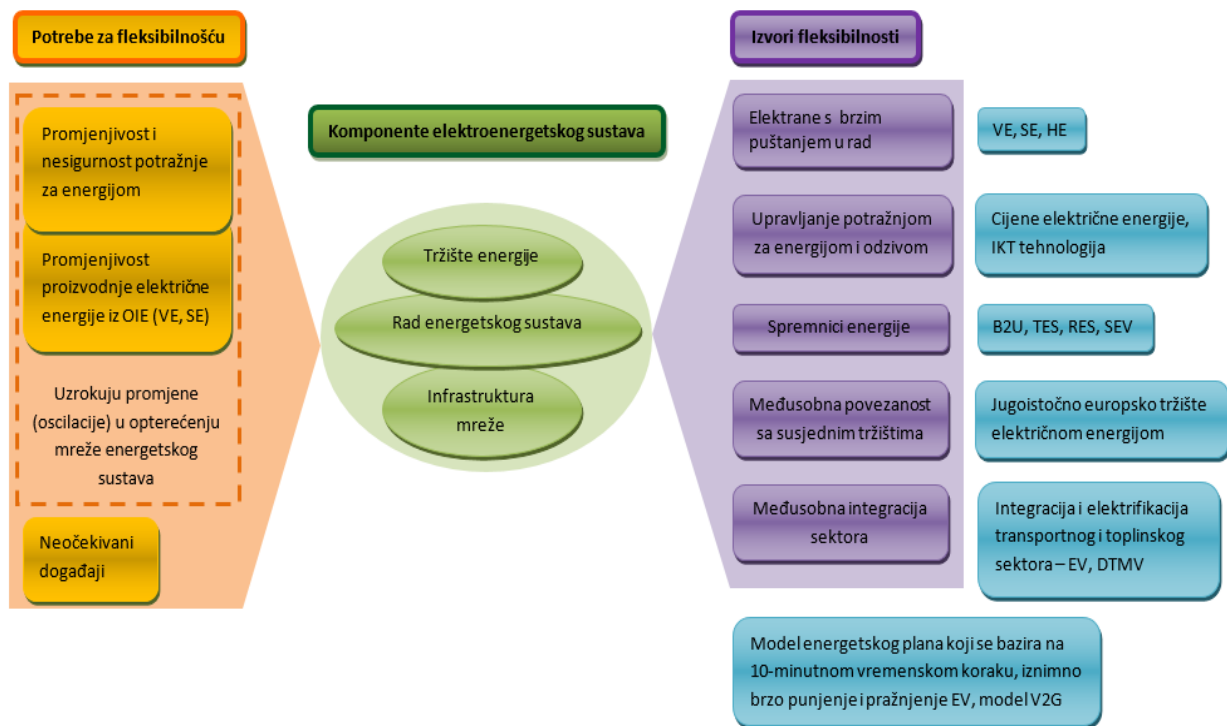 Potrebe za fleksibilnošću
Promjenjivost i
nesigurnost potražnje
za energijom
Promjenjivost
proizvodnje električne
energije iz OIE (VE, SE)
Uzrokuju promjene
(oscilacije) u opterećenju
mreže energetskog
sustava
Neočekivani
događaji
Komponente elektroenergetskog sustava
Tržište energije
Rad energetskog sustava
Infrastruktura
mreže
Izvori fleksibilnosti
Elektrane s brzim
puštanjem u rad
VE, SE, HE
Upravljanje potražnjom
za energijom i odzivom
Cijene električne energije,
IKT tehnologija
Spremnici energije
B2U, TES, RES, SEV
Međusobna povezanost
sa susjednim tržištima
Jugoistočno europsko tržište
električnom energijom
Međusobna integracija
sektora
Integracija i elektrifikacija
transportnog i toplinskog
sektora – EV, DTMV
Model energetskog plana koji se bazira na
10-minutnom vremenskom koraku, iznimno
brzo punjenje i pražnjenje EV, model V2G